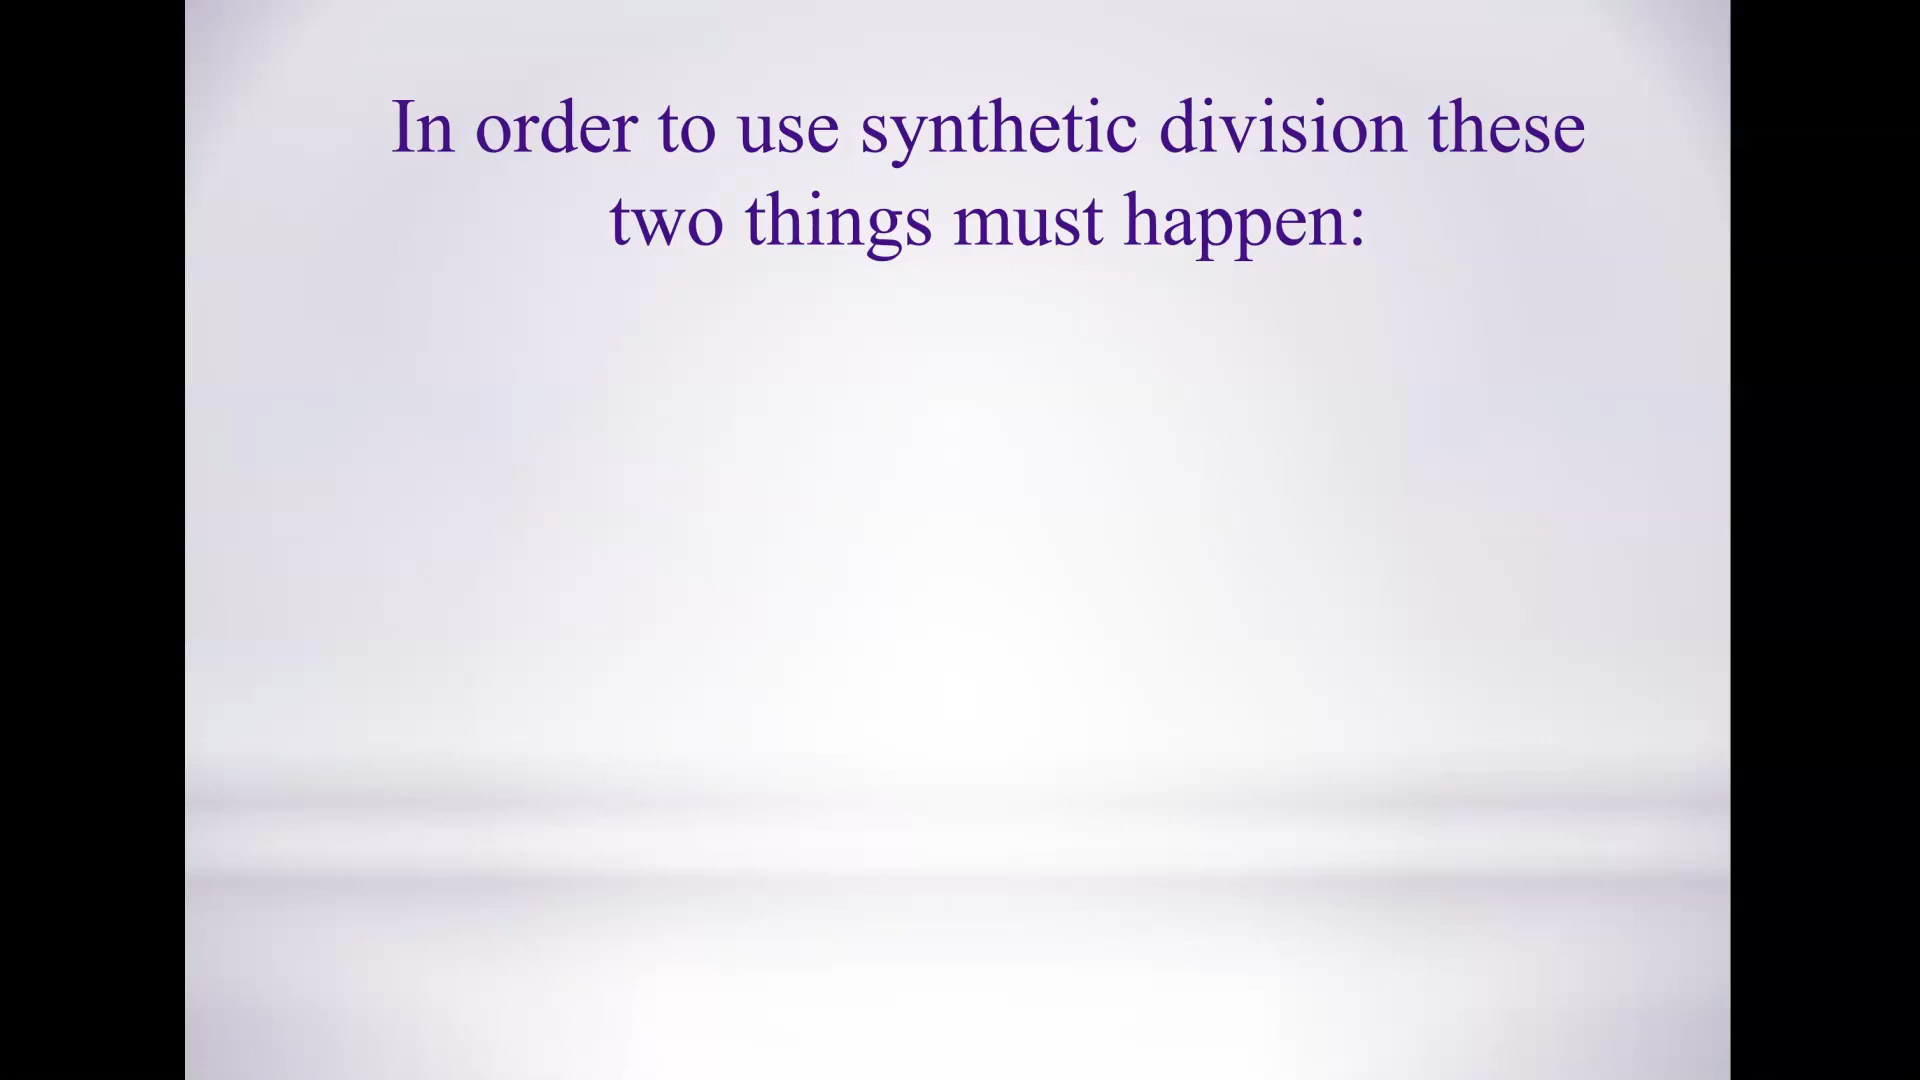 In order to use synthetic division these
two things must happen: